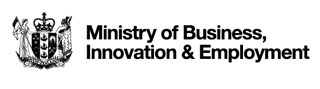 Ministry of Business,
Innovation & Employment